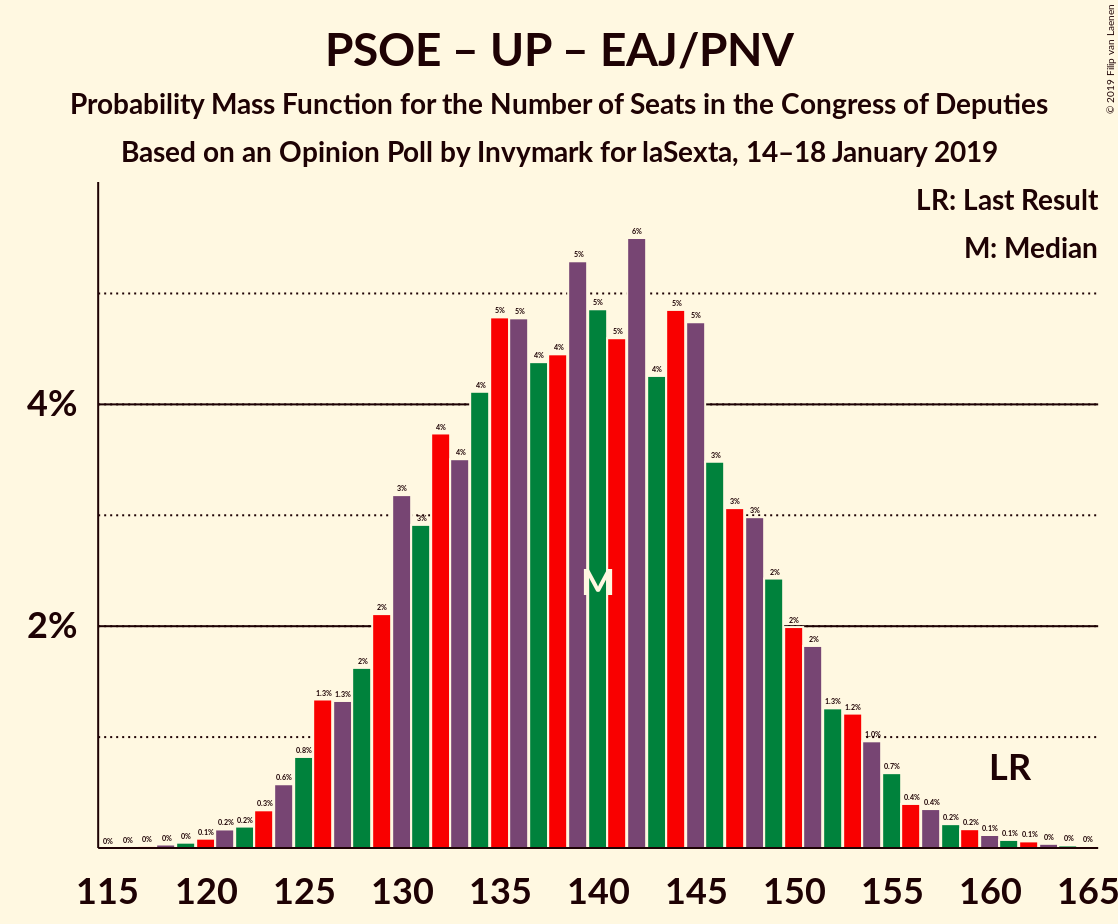 PSOE – UP – EAJ/PNV
Probability Mass Function for the Number of Seats in the Congress of Deputies
Based on an Opinion Poll by Invymark for laSexta, 14–18 January 2019
© 2019 Filip van Laenen
LR: Last Result
M: Median
4%
2%
0% 0% 0% 0% 0% 0.1% 0.2% 0.2% 0.3% 0.6% 0.8% 1.3% 1.3% 2% 2% 3% 3% 4% 4% 4% 5% 5% 4% 4% 5% 5% 5% 6% 4% 5% 5% 3% 3% 3% 2% 2% 2% 1.3% 1.2% 1.0% 0.7% 0.4% 0.4% 0.2% 0.2% 0.1% 0.1% 0.1% 0% 0% 0%
M
LR
115 120 125 130 135 140 145 150 155 160 165